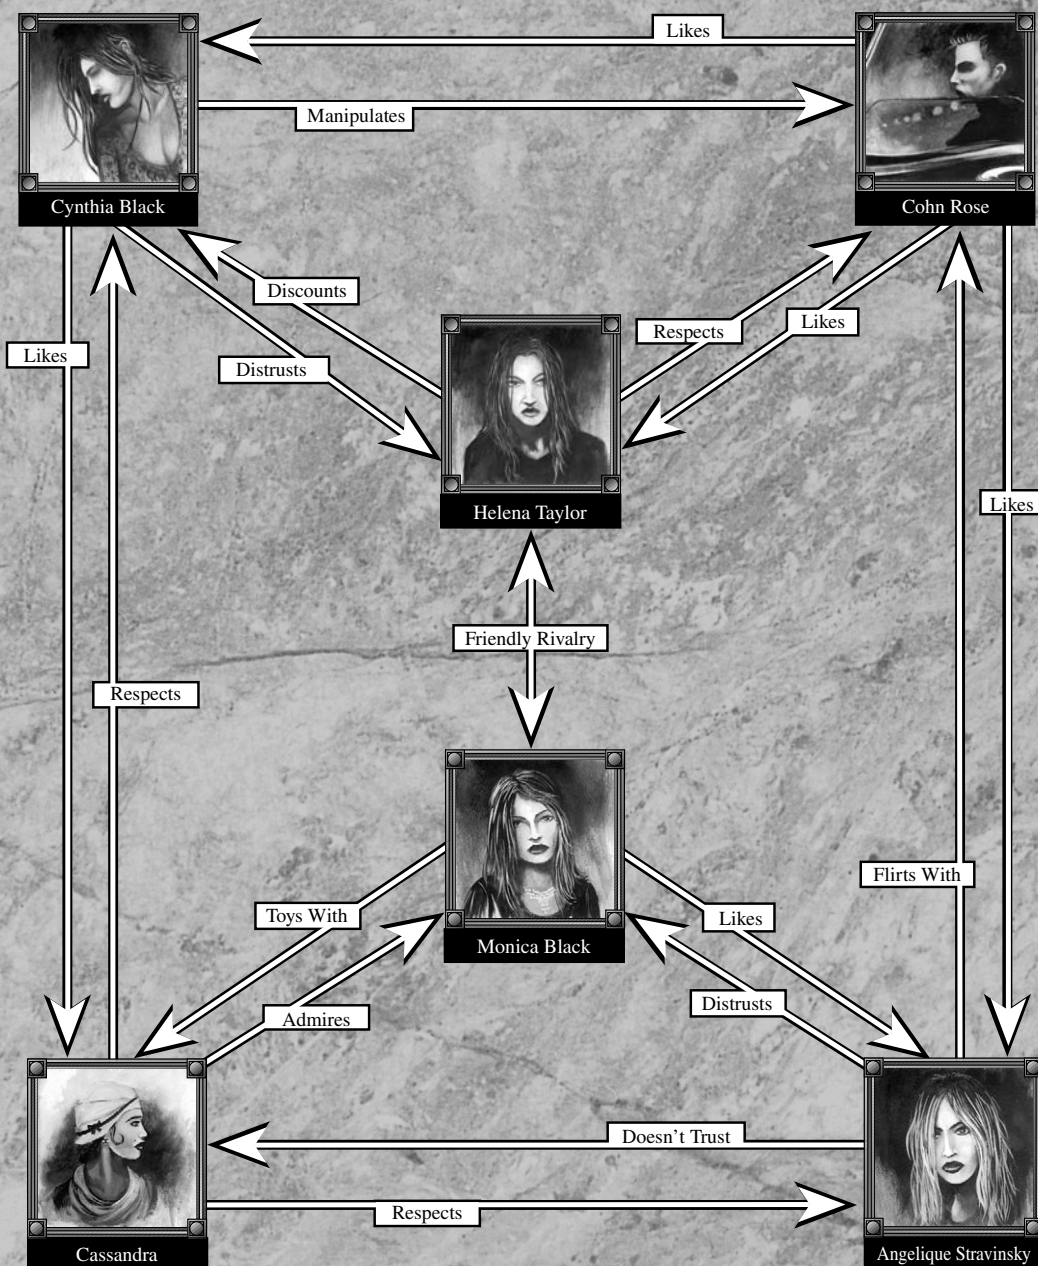 Likes
Manipulates
Cynthia Black
Cohn Rose
Discounts
Respects
Likes
Likes
Distrusts
Likes
Helena Taylor
Friendly Rivalry
Respects
Flirts With
Toys With
Likes
Monica Black
Distrusts
Admires
Doesn't Trust
Respects
Cassandra
Angelique Stravinsky